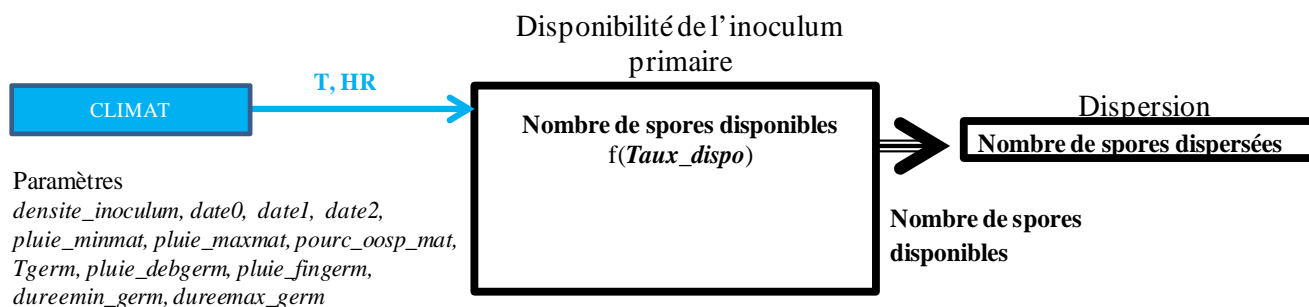 Disponibilité de l'inoculum
primaire
T, HR
CLIMAT
Nombre de spores disponibles
f(Taux_dispo)
Dispersion
Nombre de spores dispersées
Paramètres
densite_inoculum, date0, date1, date2,
pluie_minmat, pluie_maxmat, pourc_oosp_mat,
Tgerm, pluie_debgerm, pluie_fingerm,
dureemin_germ, dureemax_germ
Nombre de spores
disponibles